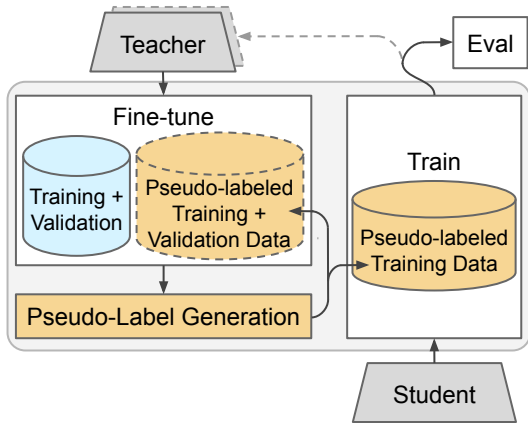 Teacher
Eval
Fine-tune
Training +
Validation
Pseudo-labeled
Training +
Validation Data
Train
Pseudo-labeled
Training Data
Pseudo-Label Generation
Student